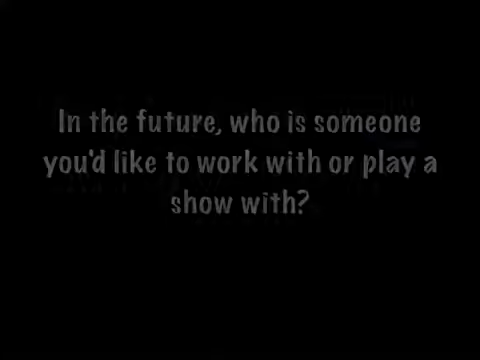 In the future, who is someone
you'd like to work with or play a
show with?